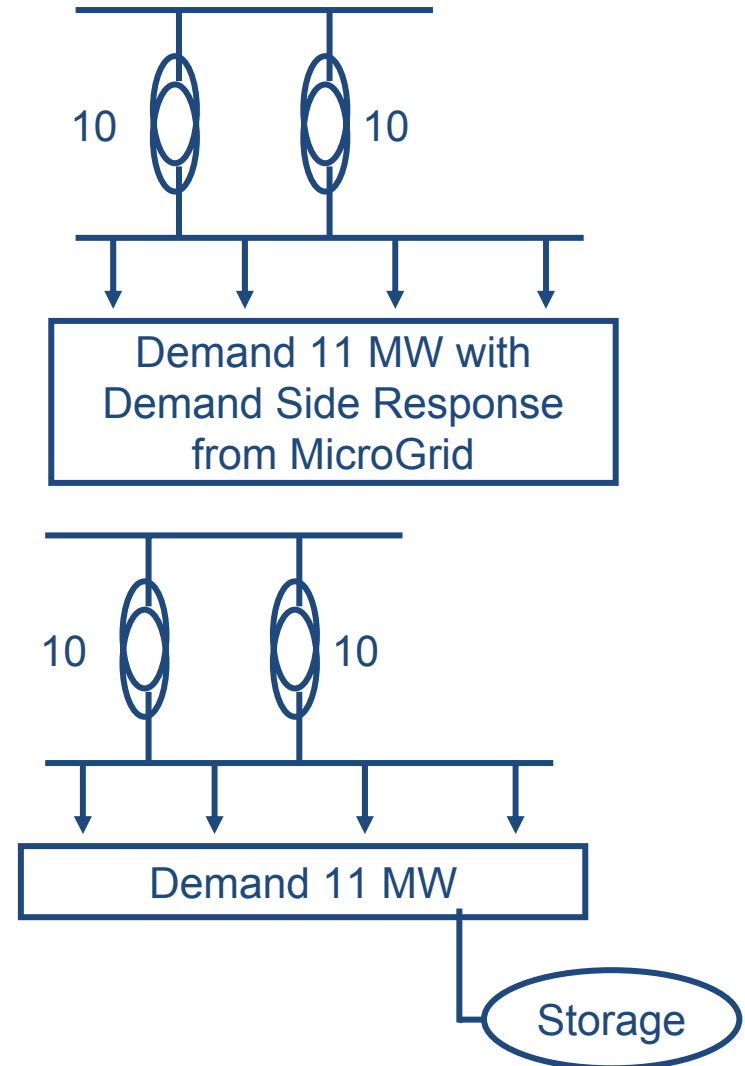 10
10
Demand 11 MW with
Demand Side Response
from MicroGrid
10
10
Demand 11 MW
Storage